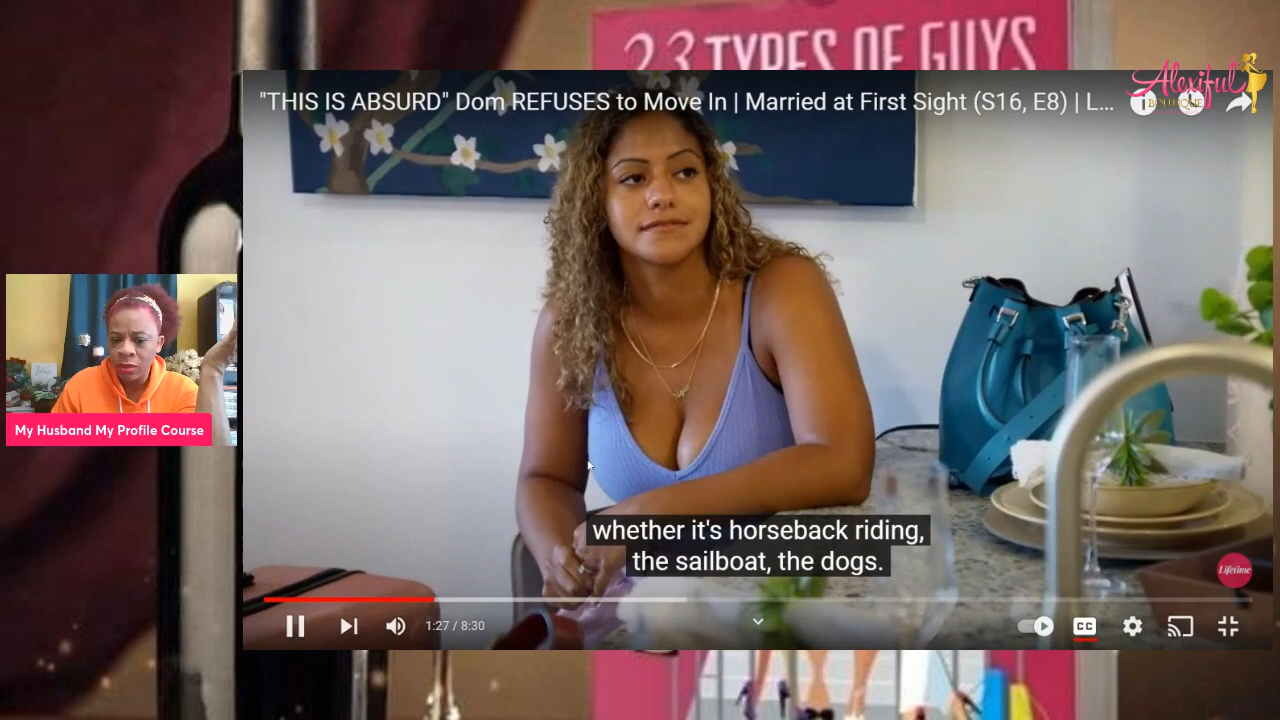 23 TYPES OF GUYS
"THIS IS ABSURD" Dom REFUSES to Move In | Married at First Sight (S16, E8) | L...
Alexiful
BOUTIQUE
My Husband My Profile Course
whether it's horseback riding,
the sailboat, the dogs.
Lifetime
1:27 / 8:30
CC